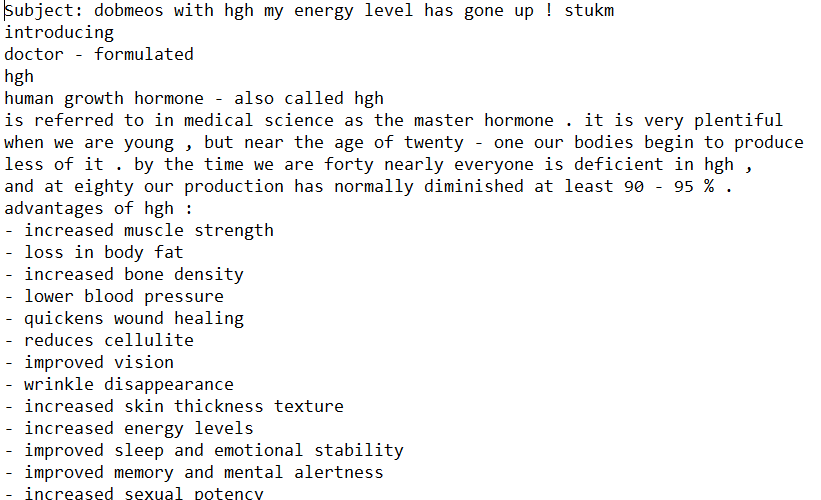 Subject: dobmeos with hgh my energy level has gone up ! stukm
introducing
doctor - formulated
hgh
human growth hormone - also called hgh
is referred to in medical science as the master hormone . it is very plentiful
when we are young , but near the age of twenty - one our bodies begin to produce
less of it . by the time we are forty nearly everyone is deficient in hgh ,
and at eighty our production has normally diminished at least 90 - 95 % .
advantages of hgh :
- increased muscle strength
- loss in body fat
- increased bone density
- lower blood pressure
- quickens wound healing
- reduces cellulite
- improved vision
- wrinkle disappearance
- increased skin thickness texture
- increased energy levels
- improved sleep and emotional stability
- improved memory and mental alertness
- increased sexual potency